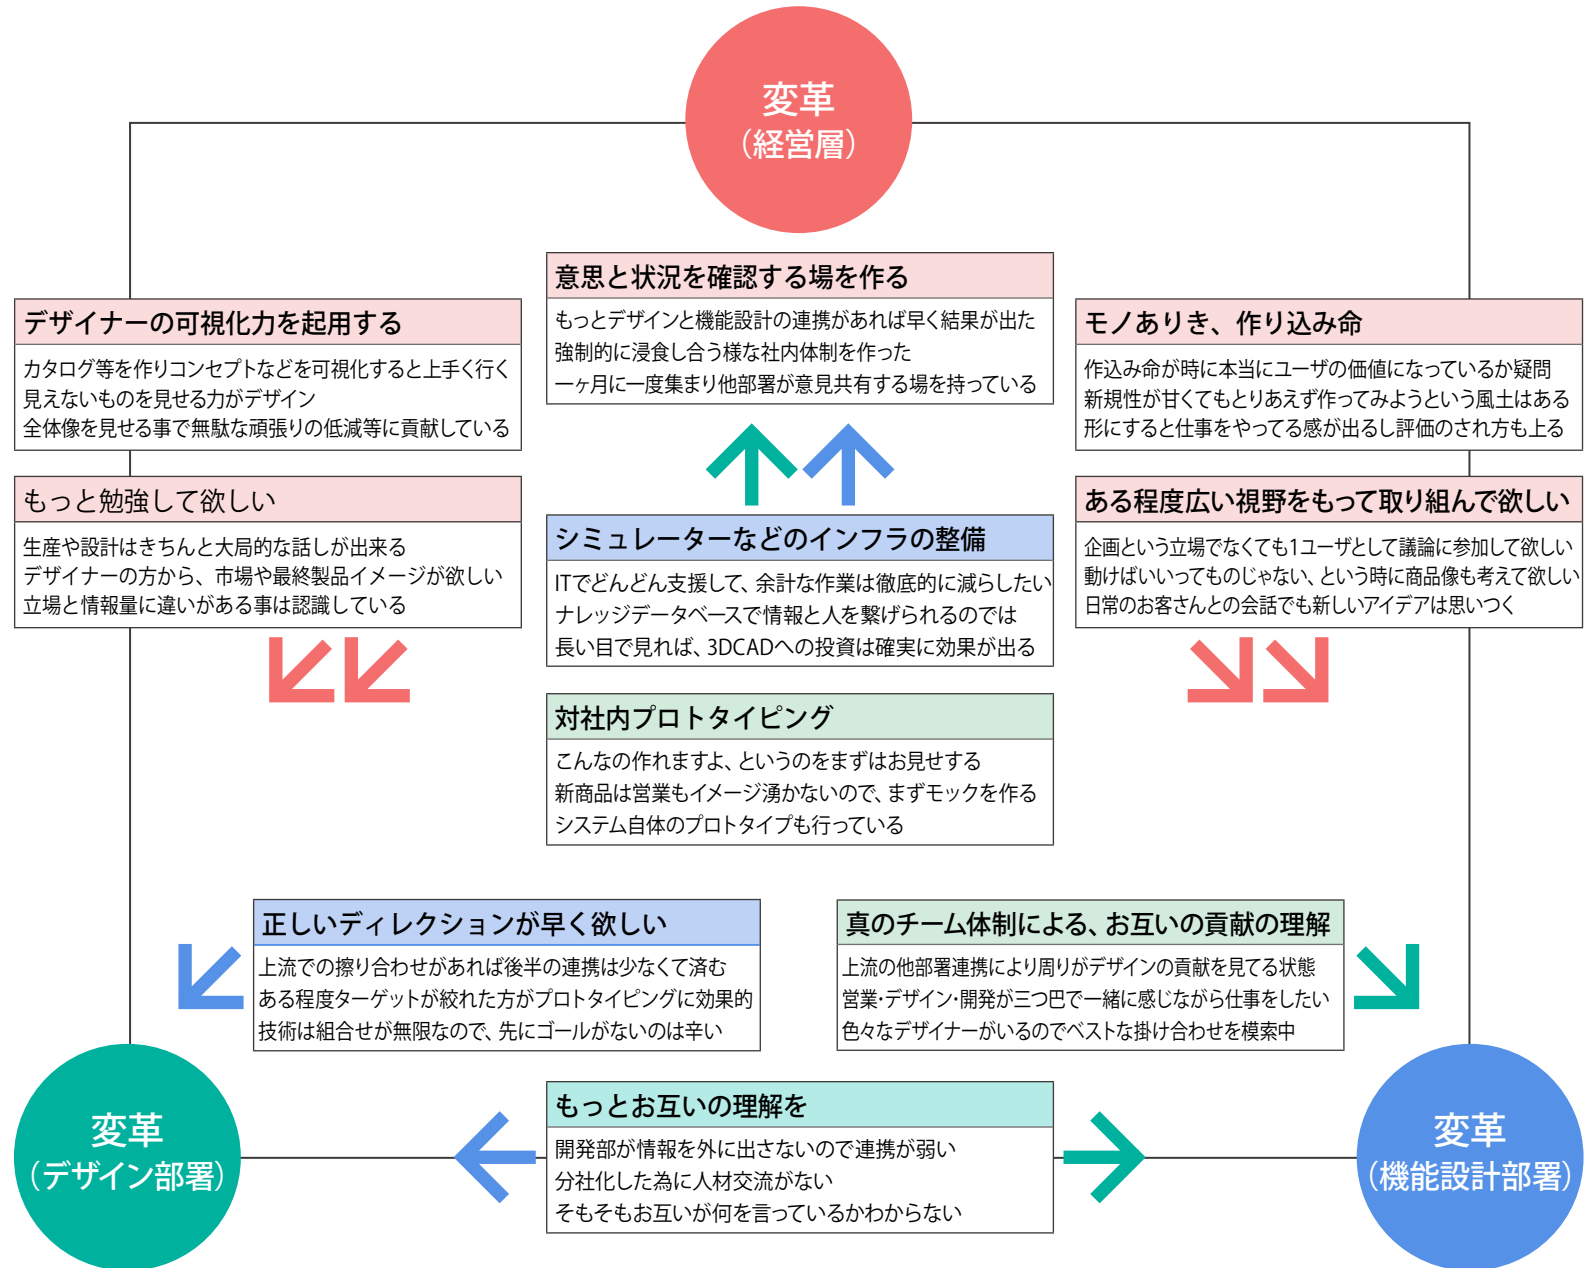 変革
（経営層）
意思と状況を確認する場を作る
もっとデザインと機能設計の連携があれば早く結果が出た
強制的に浸食し合う様な社内体制を作った
一ヶ月に一度集まり他部署が意見共有する場を持っている
デザイナーの可視化力を起用する
カタログ等を作りコンセプトなどを可視化すると上手く行く
見えないものを見せる力がデザイン
全体像を見せる事で無駄な頑張りの低減等に貢献している
モノありき、作り込み命
作込み命が時に本当にユーザの価値になっているか疑問
新規性が甘くてもとりあえず作ってみようという風土はある
形にすると仕事をやってる感が出るし評価のされ方も上る
もっと勉強して欲しい
生産や設計はきちんと大局的な話しが出来る
デザイナーの方から、市場や最終製品イメージが欲しい
立場と情報量に違いがある事は認識している
シミュレーターなどのインフラの整備
ITでどんどん支援して、余計な作業は徹底的に減らしたい
ナレッジデータベースで情報と人を繋げられるのでは
長い目で見れば、3DCADへの投資は確実に効果が出る
ある程度広い視野をもって取り組んで欲しい
企画という立場でなくても1ユーザとして議論に参加して欲しい
動けばいいってものじゃない、という時に商品像も考えて欲しい
日常のお客さんとの会話でも新しいアイデアは思いつく
対社内プロトタイピング
こんなの作れますよ、というのをまずはお見せする
新商品は営業もイメージ湧かないので、まずモックを作る
システム自体のプロトタイプも行っている
正しいディレクションが早く欲しい
上流での擦り合わせがあれば後半の連携は少なくて済む
ある程度ターゲットが絞れた方がプロトタイピングに効果的
技術は組合せが無限なので、先にゴールがないのは辛い
真のチーム体制による、お互いの貢献の理解
上流の他部署連携により周りがデザインの貢献を見てる状態
営業・デザイン・開発が三つ巴で一緒に感じながら仕事をしたい
色々なデザイナーがいるのでベストな掛け合わせを模索中
変革
（デザイン部署）
もっとお互いの理解を
開発部が情報を外に出さないので連携が弱い
分社化した為に人材交流がない
そもそもお互いが何を言っているかわからない
変革
（機能設計部署）